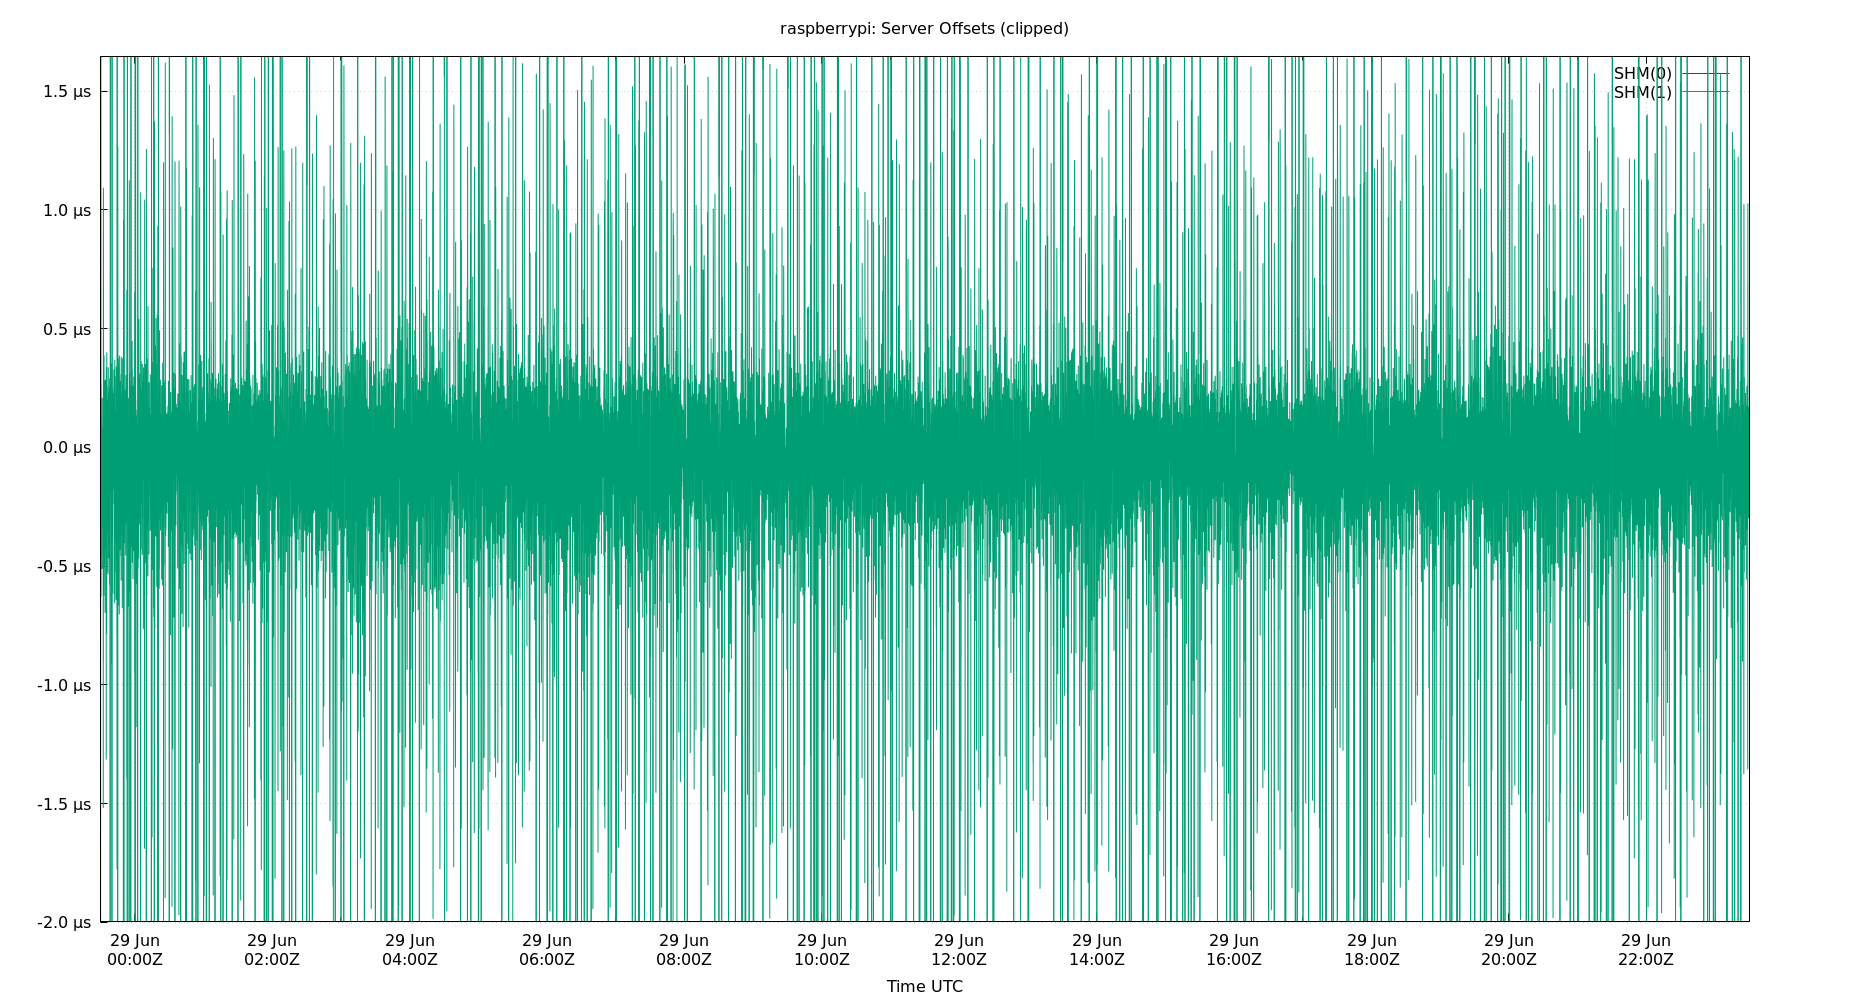 raspberrypi: Server Offsets (clipped)
SHM(0)
SHM(1)
1.5 µs
1.0 µs
0.5 µs
0.0 µs
-0.5 µs
-1.0 µs
-1.5 µs
-2.0 µs
29 Jun 29 Jun 29 Jun 29 Jun 29 Jun 29 Jun 29 Jun 29 Jun 29 Jun 29 Jun 29 Jun 29 Jun
00:00Z 02:00Z 04:00Z 06:00Z 08:00Z 10:00Z 12:00Z 14:00Z 16:00Z 18:00Z 20:00Z 22:00Z
Time UTC